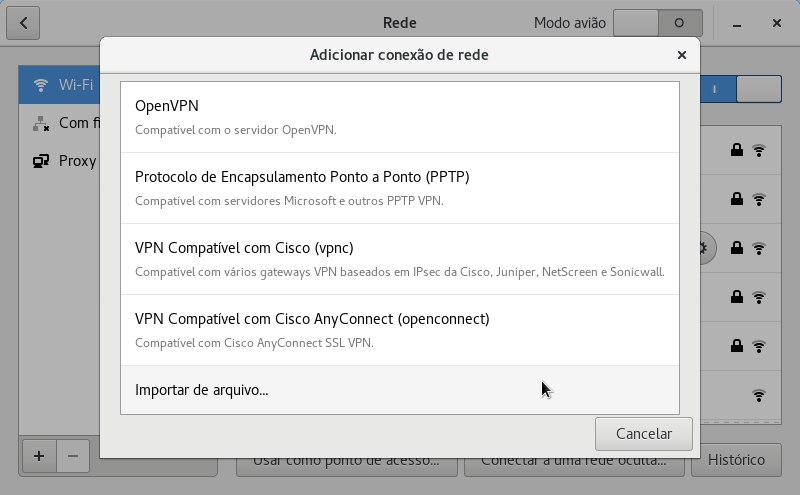 Rede
Modo avião
Adicionar conexão de rede
Wi-Fi
OpenVPN
Compatível com o servidor OpenVPN.
Com fi
Proxy
Protocolo de Encapsulamento Ponto a Ponto (PPTP)
Compatível com servidores Microsoft e outros PPTP VPN.
VPN Compatível com Cisco (vpnc)
Compatível com vários gateways VPN baseados em IPsec da Cisco, Juniper, NetScreen e Sonicwall.
VPN Compatível com Cisco AnyConnect (openconnect)
Compatível com Cisco AnyConnect SSL VPN.
Importar de arquivo...
Cancelar
Usar como ponto de acesso...
Conectar a uma rede oculta...
Histórico